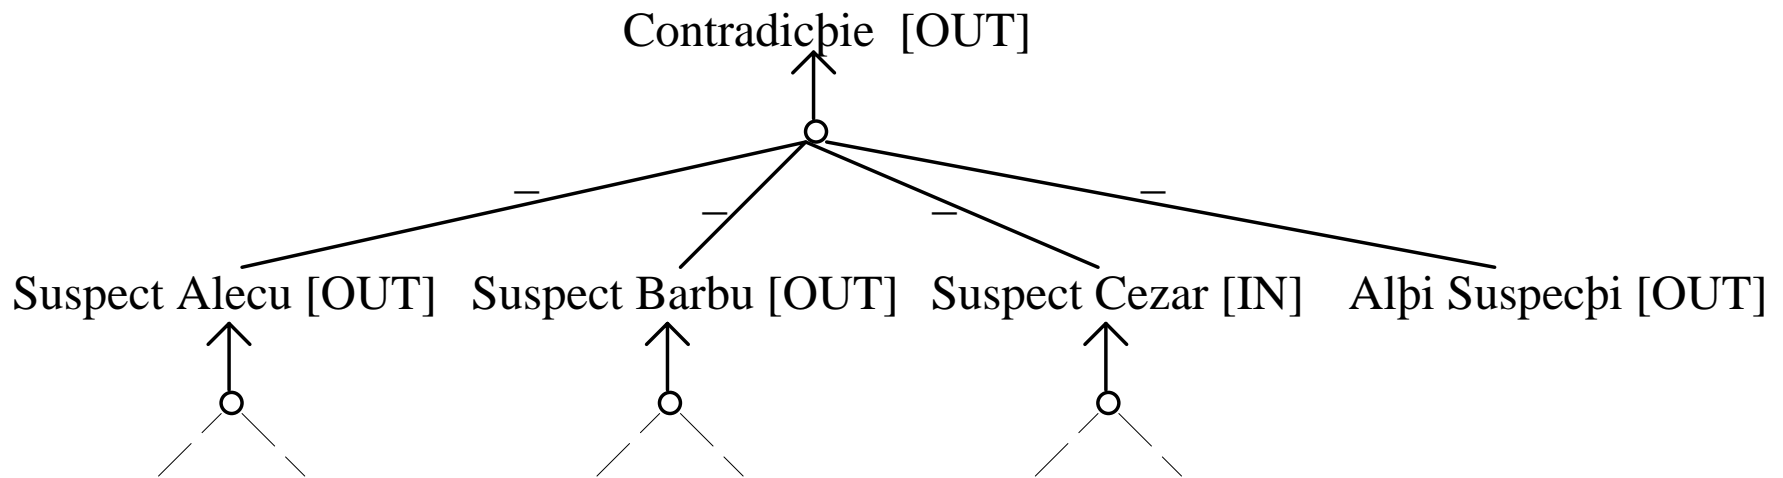 Contradicþie [OUT]
– – – –
Suspect Alecu [OUT] Suspect Barbu [OUT] Suspect Cezar [IN] Alþi Suspecþi [OUT]